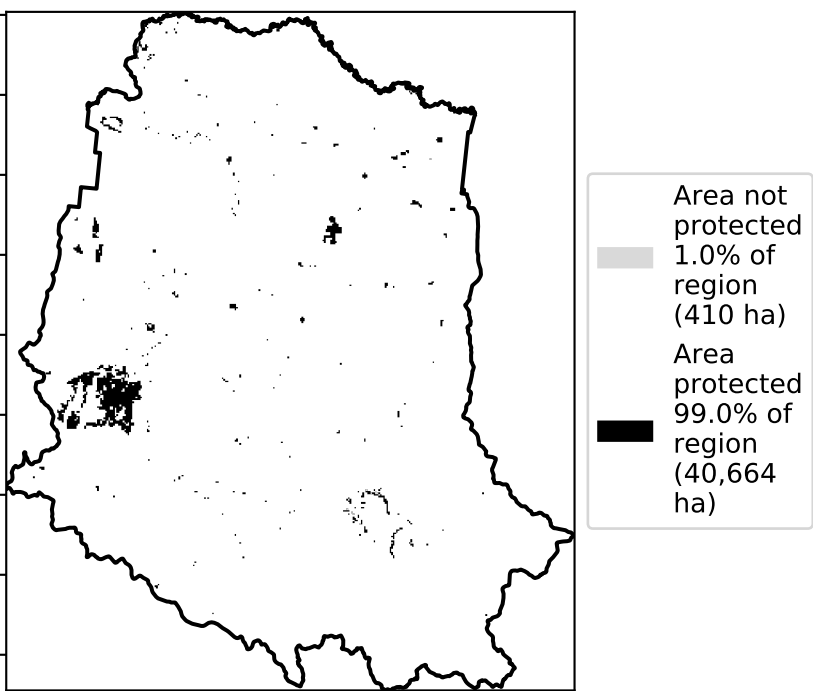 Area not
protected
1.0% of
region
(410 ha)
Area
protected
99.0% of
region
(40,664
ha)